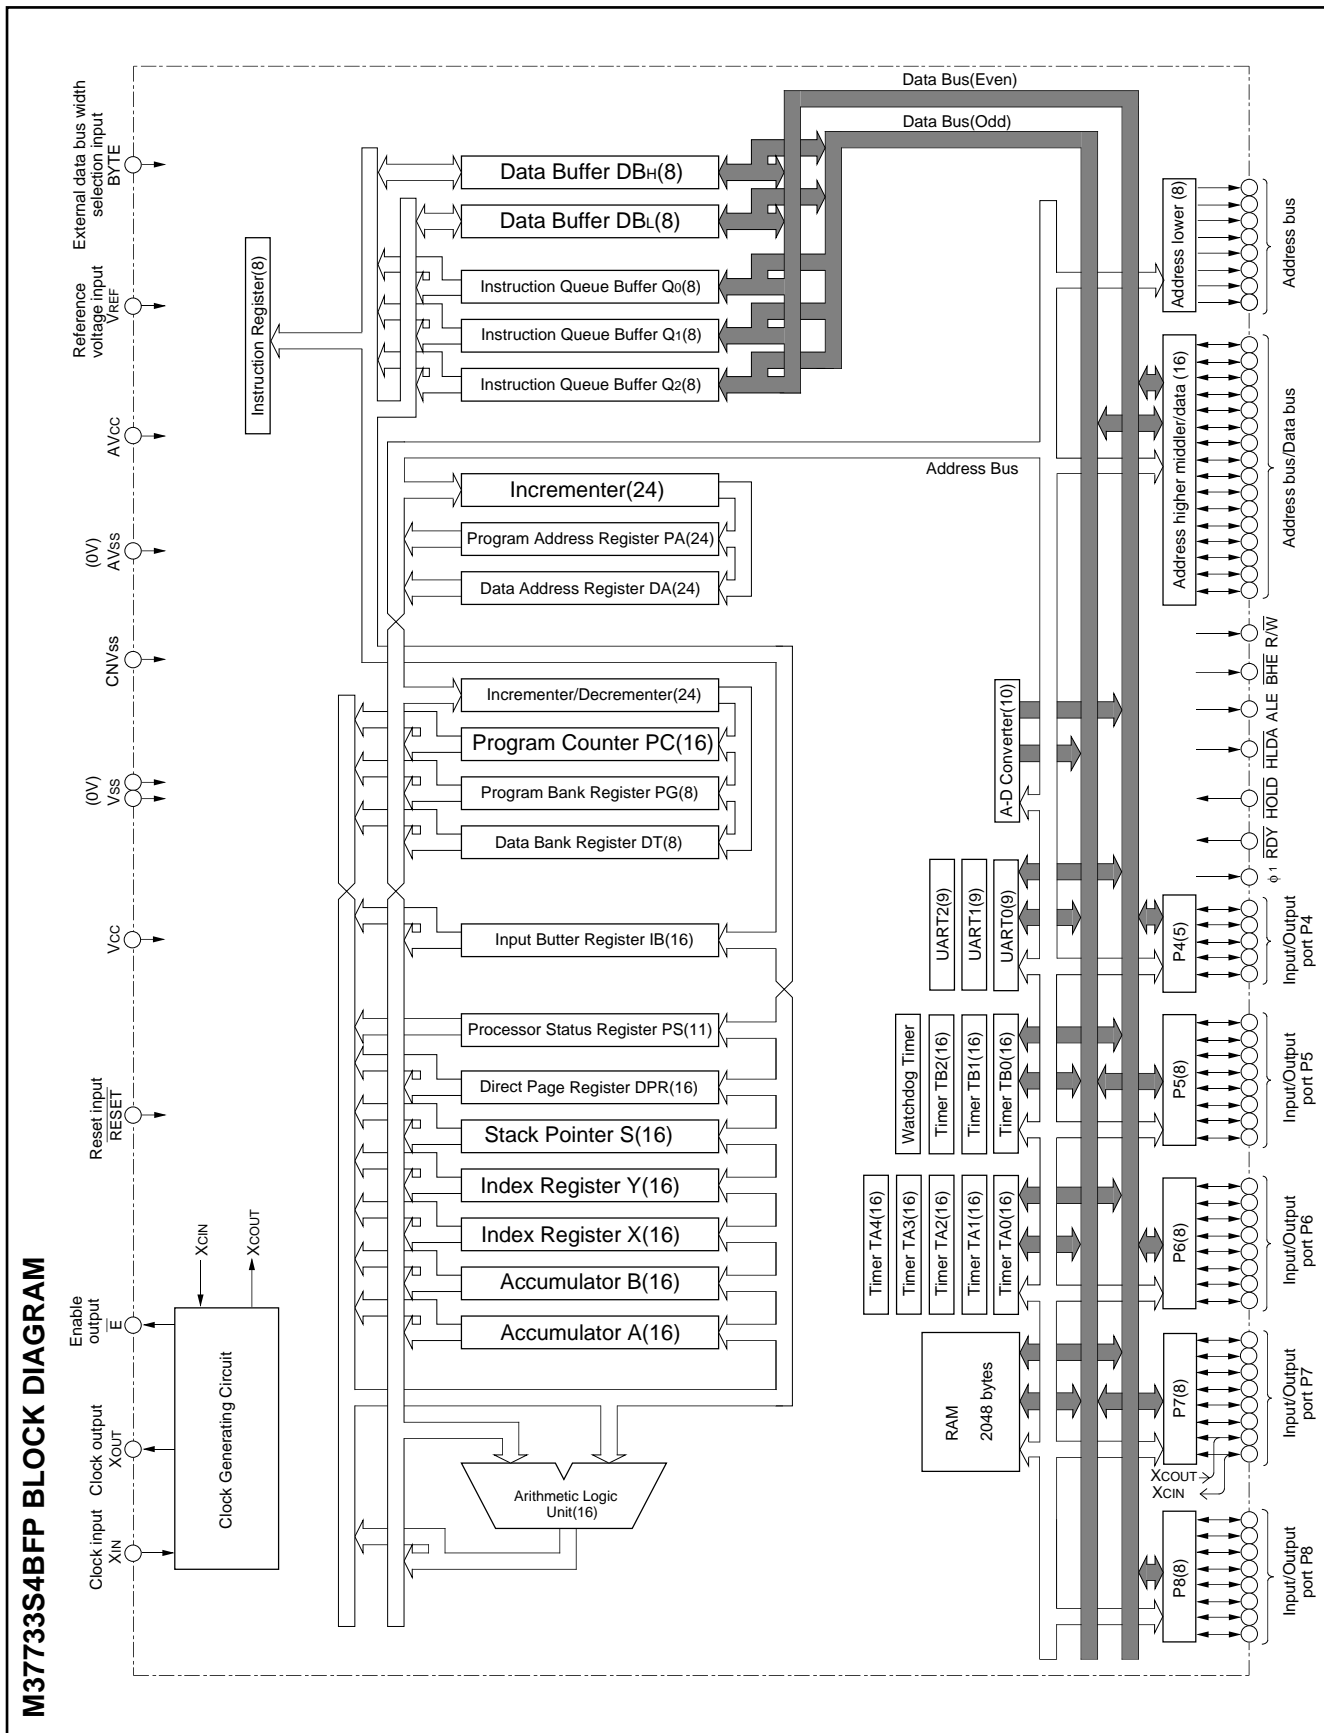 M37733S4BFP BLOCK DIAGRAM
Clock input
XIN
Clock output
XOUT
Enable
output
E
Reset input
RESET
VCC
(0V)
VSS
CNVSS
(0V)
AVSS
AVCC
Reference
voltage input
VREF
External data bus width
selection input
BYTE
Clock Generating Circuit
XCIN
XCOUT
Instruction Register(8)
Data Buffer DBH(8)
Data Buffer DBL(8)
Instruction Queue Buffer Q0(8)
Instruction Queue Buffer Q1(8)
Instruction Queue Buffer Q2(8)
Incrementer(24)
Program Address Register PA(24)
Data Address Register DA(24)
Incrementer/Decrementer(24)
Program Counter PC(16)
Program Bank Register PG(8)
Data Bank Register DT(8)
Input Butter Register IB(16)
Processor Status Register PS(11)
Direct Page Register DPR(16)
Stack Pointer S(16)
Index Register Y(16)
Index Register X(16)
Accumulator B(16)
Accumulator A(16)
Arithmetic Logic
Unit(16)
Data Bus(Even)
Data Bus(Odd)
Address Bus
RAM
2048 bytes
Timer TA4(16)
Timer TA3(16)
Timer TA2(16)
Timer TA1(16)
Timer TA0(16)
Watchdog Timer
Timer TB2(16)
Timer TB1(16)
Timer TB0(16)
UART2(9)
UART1(9)
UART0(9)
A-D Converter(10)
P8(8)
P7(8)
P6(8)
P5(8)
P4(5)
Address higher middler/data (16)
Address lower (8)
XCOUT
XCIN
Input/Output
port P8
Input/Output
port P7
Input/Output
port P6
Input/Output
port P5
Input/Output
port P4
ϕ1 RDY HOLD HLDA ALE BHE R/W
Address bus/Data bus
Address bus